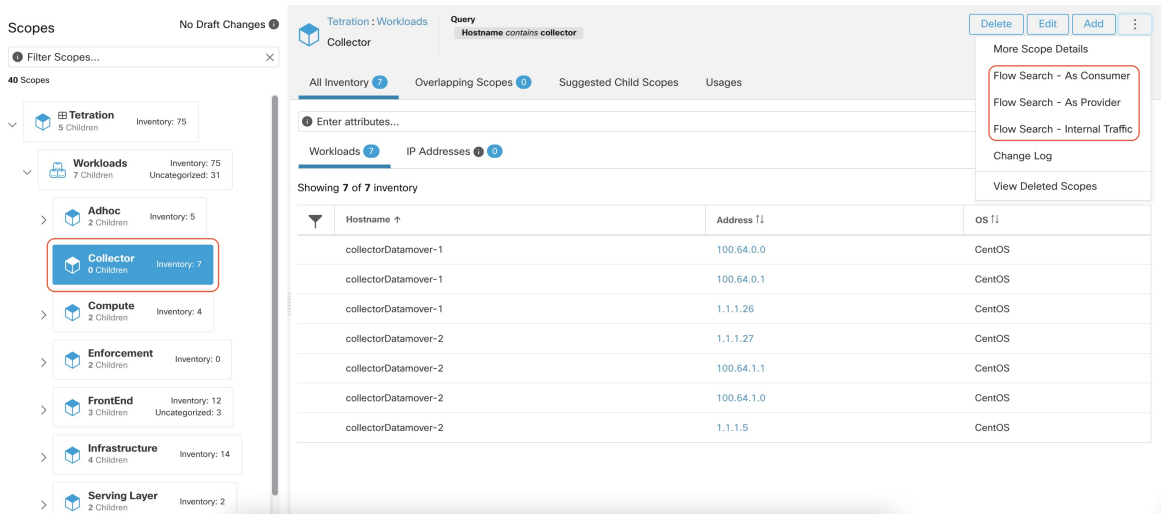 Scopes
No Draft Changes
Filter Scopes...
40 Scopes
Tetration
5 Children
Inventory: 75
Workloads
7 Children
Inventory: 75
Uncategorized: 31
Adhoc
2 Children
Inventory: 5
Collector
0 Children
Inventory: 7
Compute
2 Children
Inventory: 4
Enforcement
2 Children
Inventory: 0
FrontEnd
3 Children
Inventory: 12
Uncategorized: 3
Infrastructure
4 Children
Inventory: 14
Serving Layer
2 Children
Inventory: 2
Tetration : Workloads
Collector
Query
Hostname contains collector
Delete Edit Add
More Scope Details
Flow Search - As Consumer
Flow Search - As Provider
Flow Search - Internal Traffic
Change Log
View Deleted Scopes
All Inventory 7 Overlapping Scopes 0 Suggested Child Scopes Usages
Enter attributes...
Workloads 7 IP Addresses 0
Showing 7 of 7 inventory
Hostname ↑ Address ↑↓ OS ↑↓
collectorDatamover-1 100.64.0.0 CentOS
collectorDatamover-1 100.64.0.1 CentOS
collectorDatamover-1 1.1.1.26 CentOS
collectorDatamover-2 1.1.1.27 CentOS
collectorDatamover-2 100.64.1.1 CentOS
collectorDatamover-2 100.64.1.0 CentOS
collectorDatamover-2 1.1.1.5 CentOS